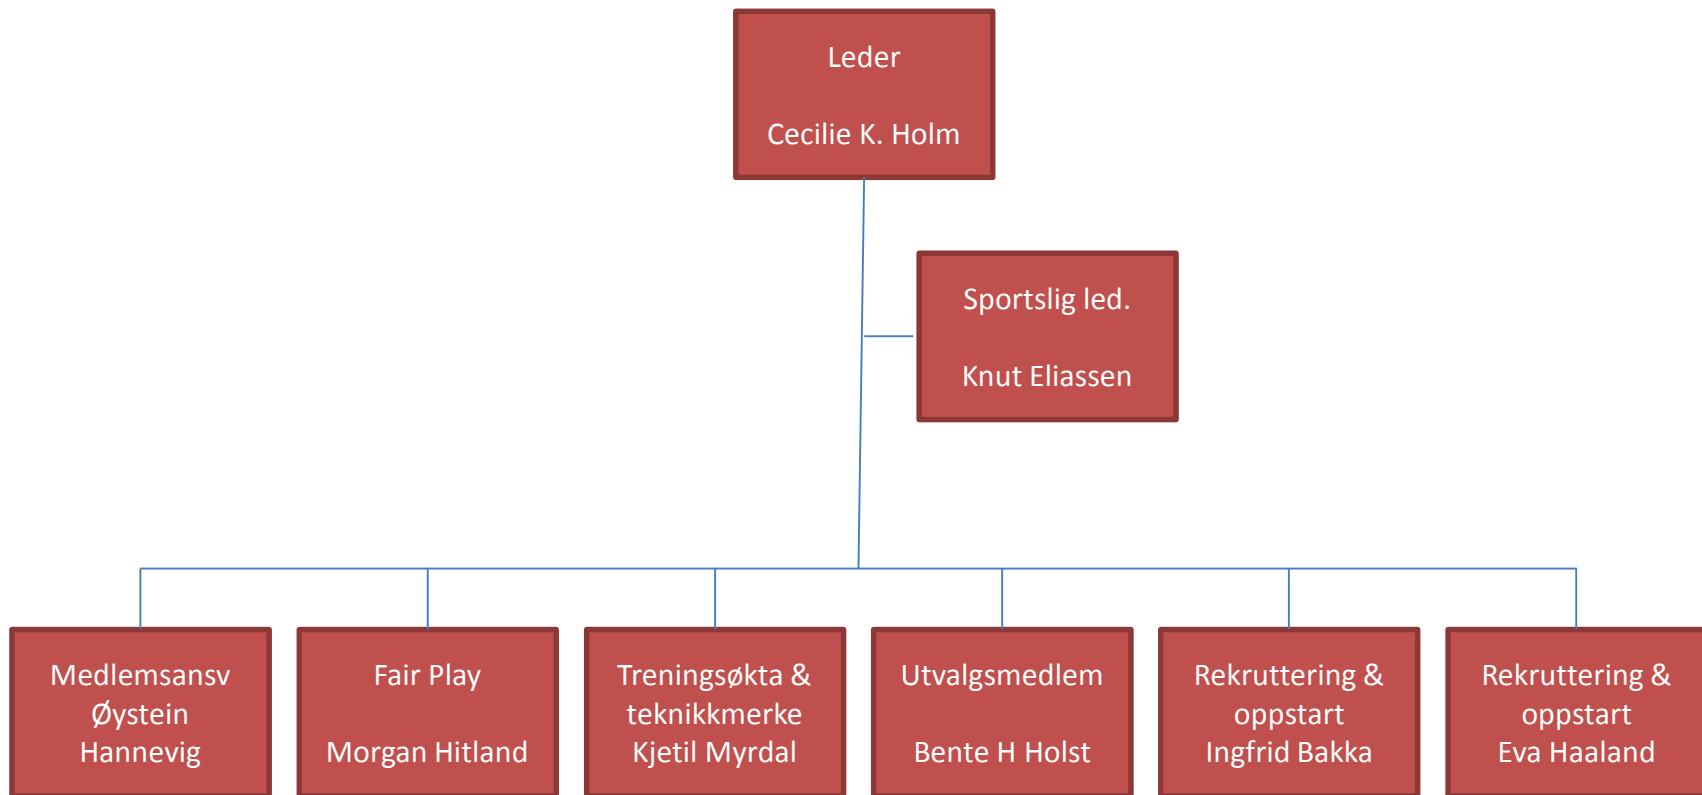 Leder
Cecilie K. Holm
Sportslig led.
Knut Eliassen
Medlemsansv
Øystein
Hannevig
Fair Play
Morgan Hitland
Treningsøkta &
teknikkmerke
Kjetil Myrdal
Utvalgsmedlem
Bente H Holst
Rekruttering &
oppstart
Ingfrid Bakka
Rekruttering &
oppstart
Eva Haaland